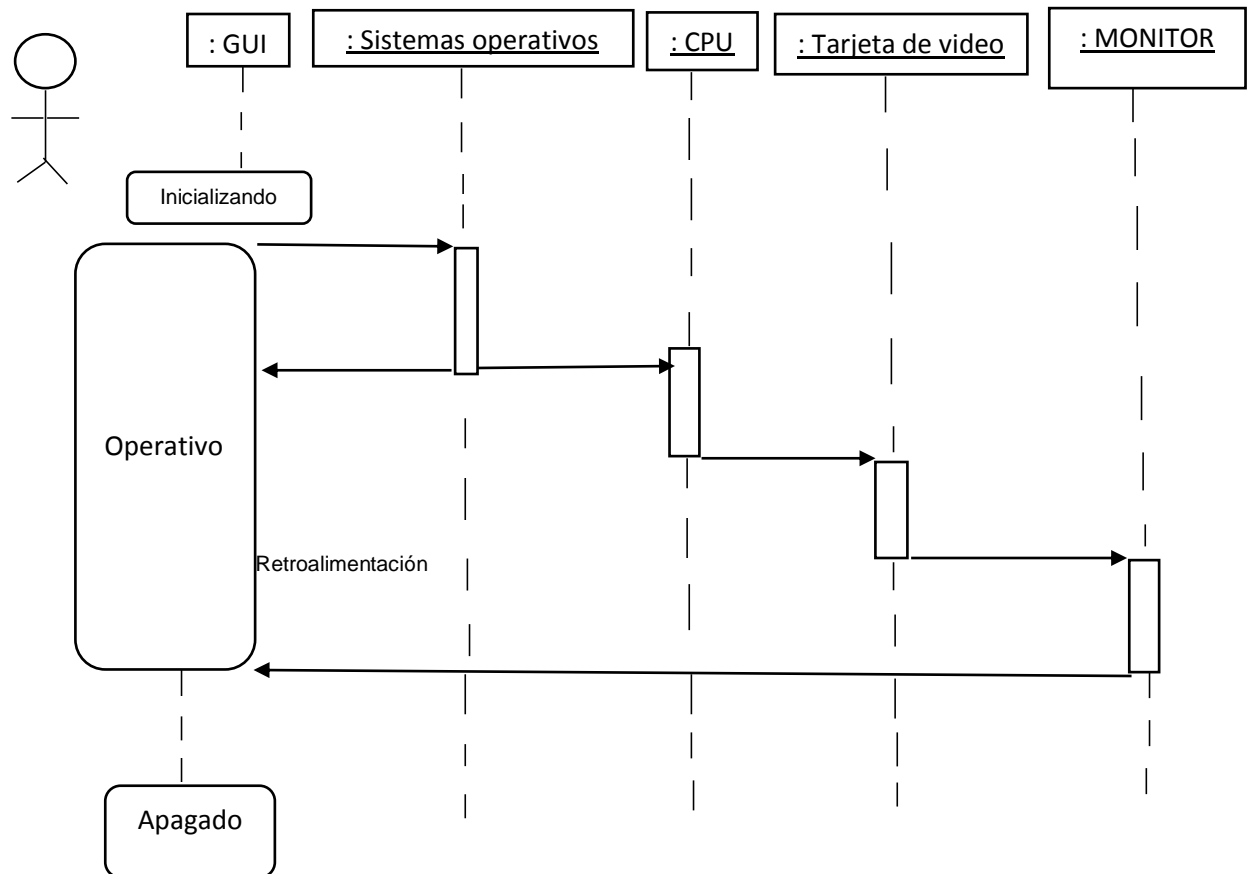 : GUI
: Sistemas operativos
: CPU
: Tarjeta de video
: MONITOR
Inicializando
Operativo
Retroalimentación
Apagado